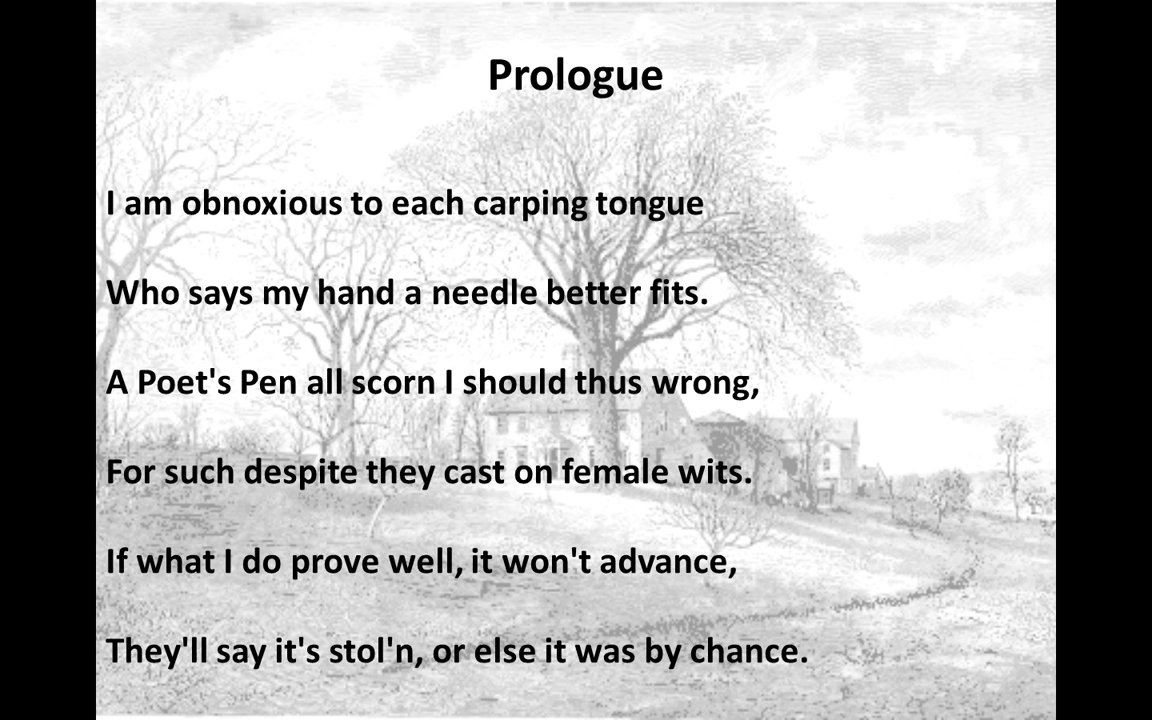 Prologue
I am obnoxious to each carping tongue
Who says my hand a needle better fits.
A Poet's Pen all scorn I should thus wrong,
For such despite they cast on female wits.
If what I do prove well, it won't advance,
They'll say it's stol'n, or else it was by chance.